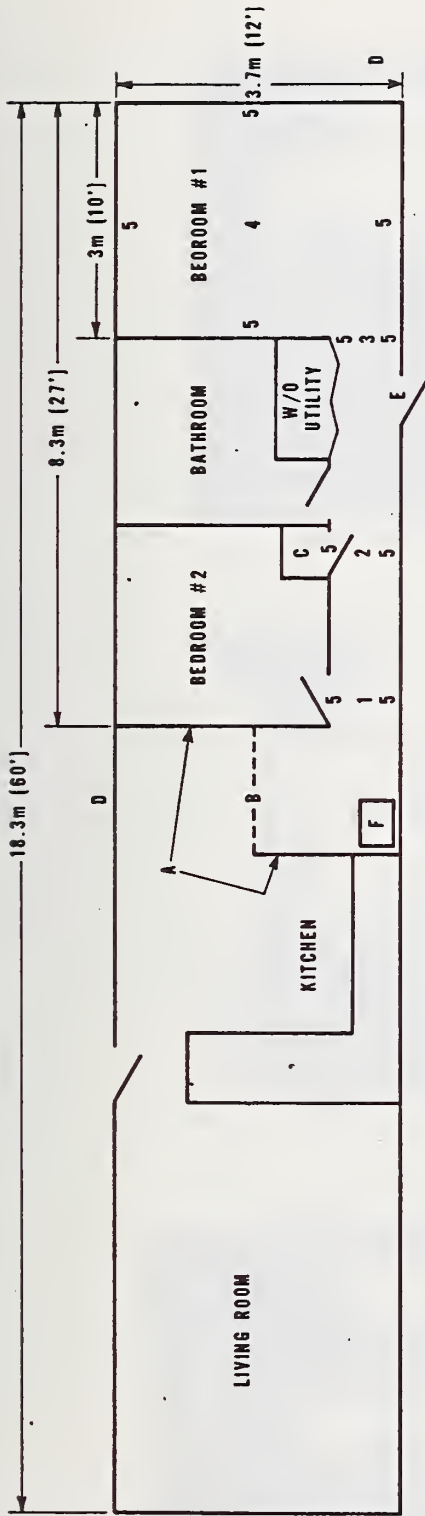 18.3m (60')
8.3m (27')
3m (10')
3.7m (12')
D
D
LIVING ROOM
KITCHEN
A
B
F
BEDROOM #2
C
5
1
5
5
2
5
BATHROOM
W/O
UTILITY
5
3
5
E
BEDROOM #1
5
5
4
5
5